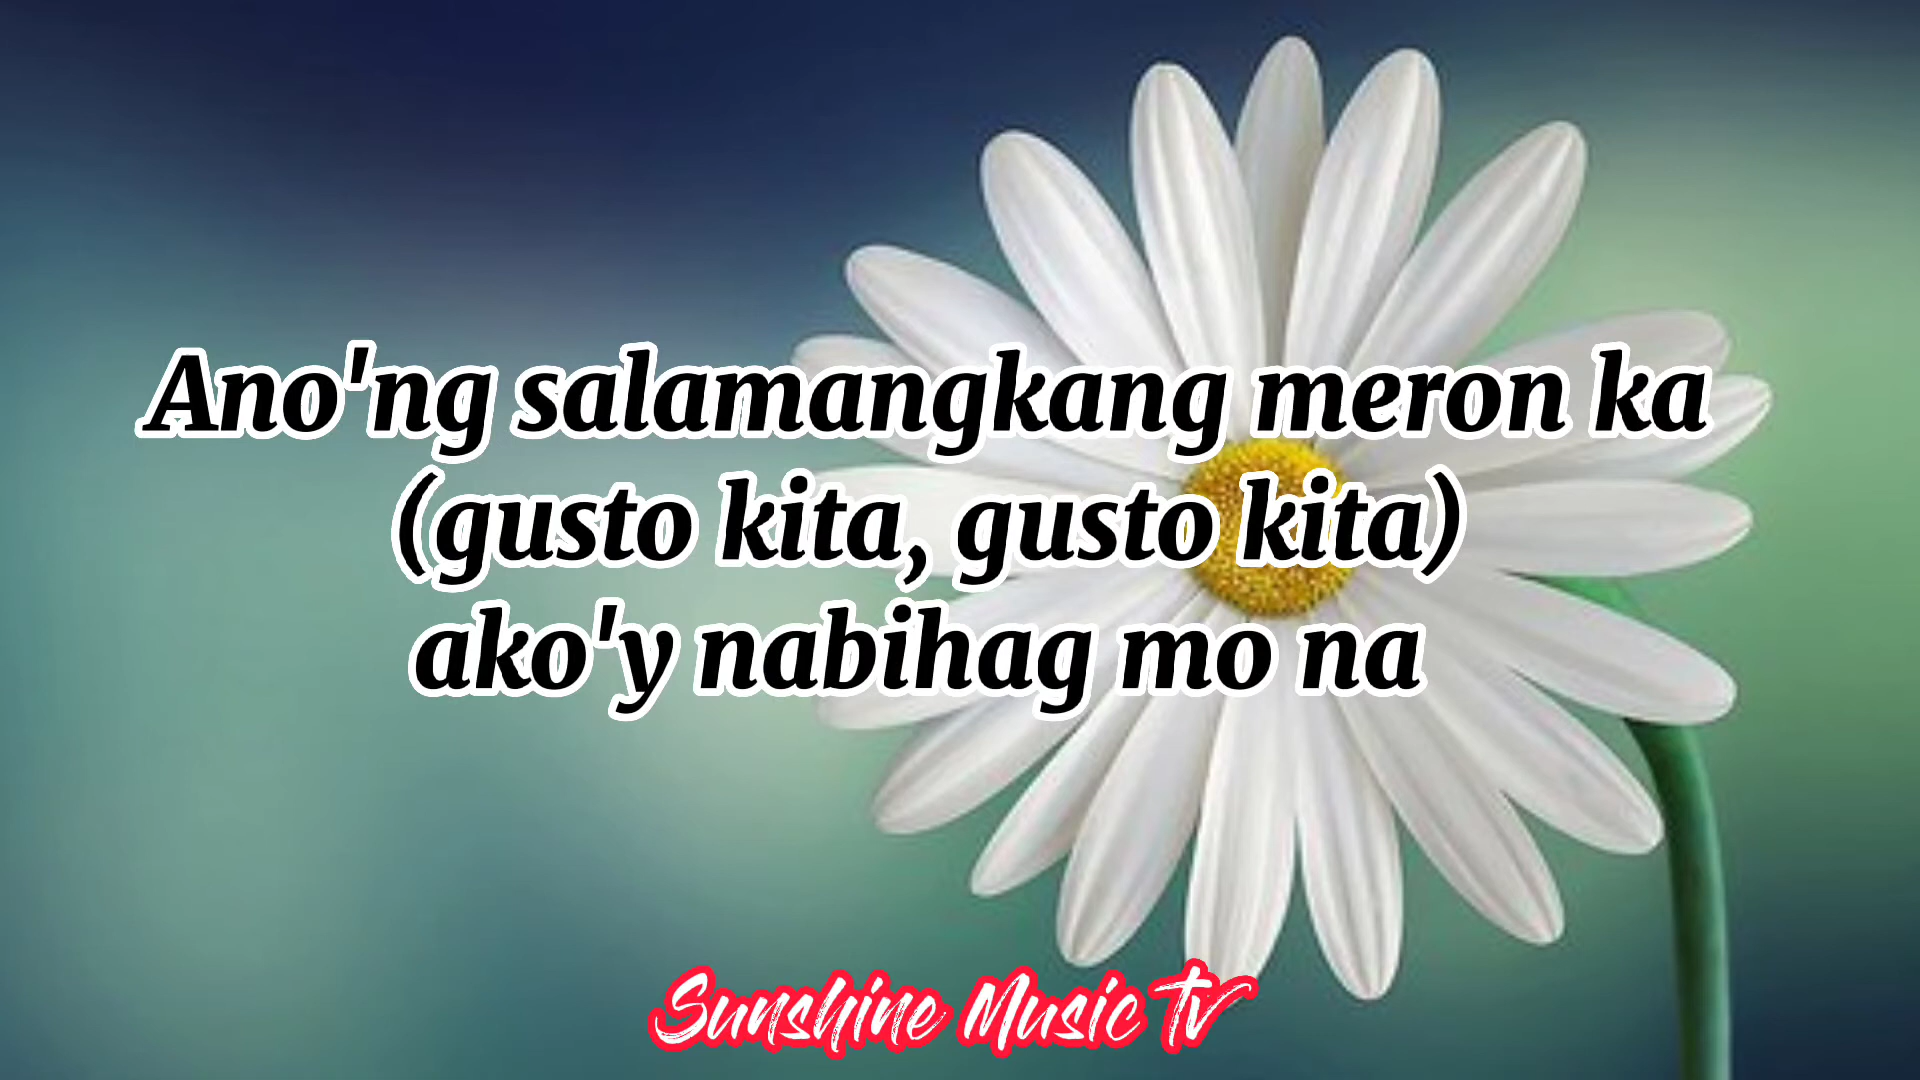 Ano'ng salamangkang meron ka
(gusto kita, gusto kita)
ako'y nabihag mo na
Sunshine Music Tv